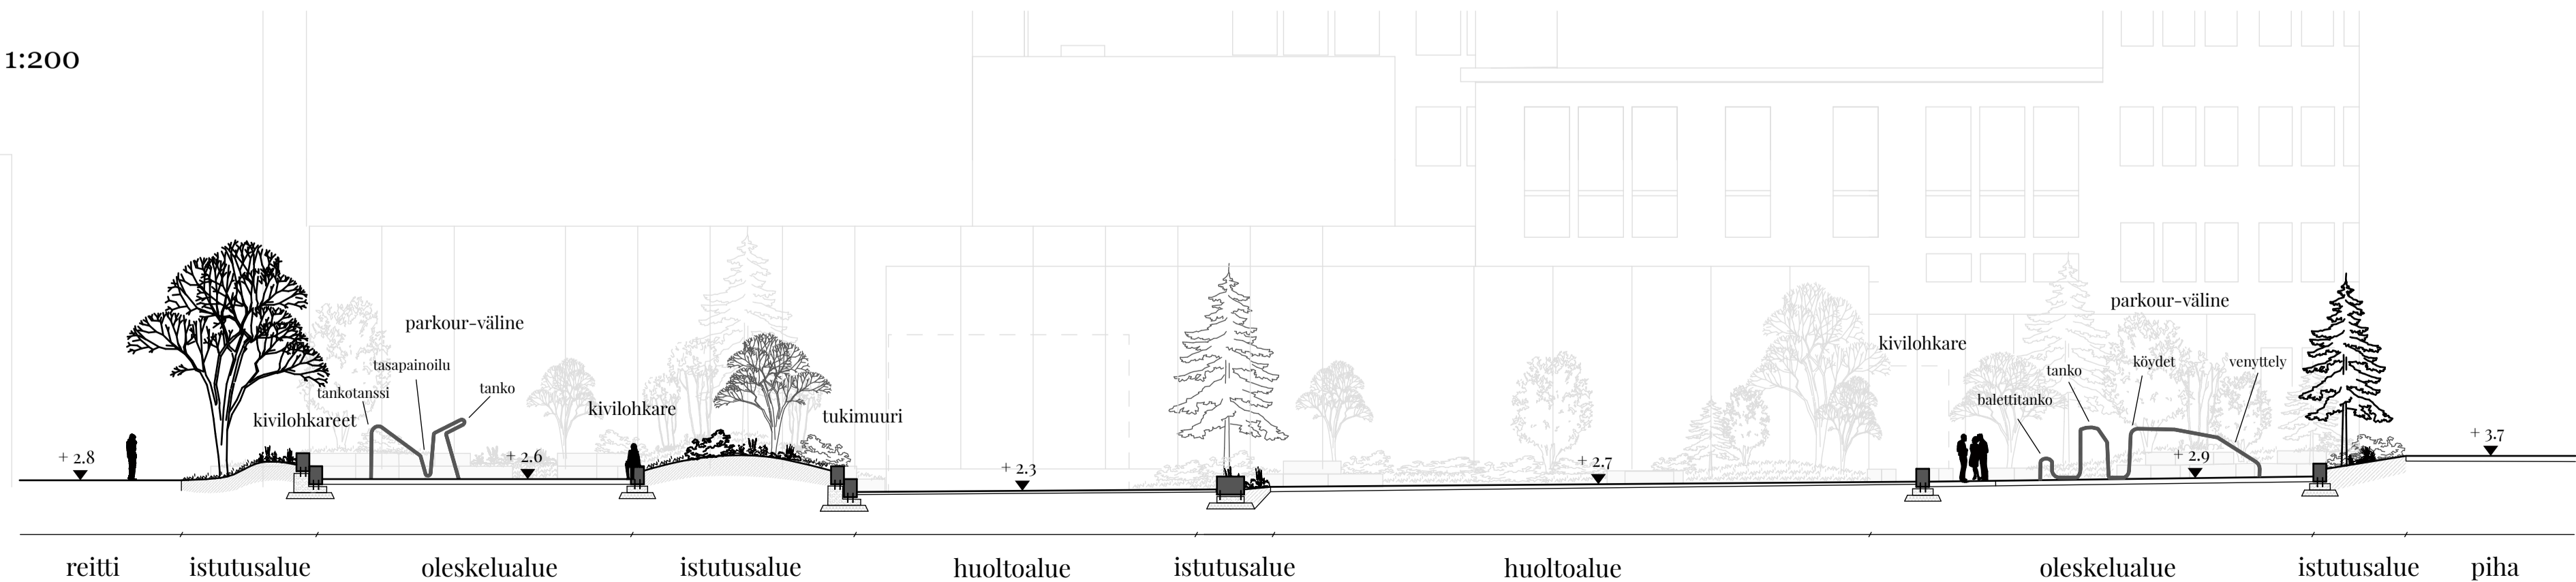 1:200
parkour-väline
tasapainoilu
tankotanssi
tanko
kivilohkareet
kivilohkare
tukimuuri
+ 2.8
+ 2.6
+ 2.3
+ 2.7
parkour-väline
kivilohkare
tanko
köydet
venyttely
balettitanko
+ 2.9
+ 3.7
reitti
istutusalue
oleskelualue
istutusalue
huoltoalue
istutusalue
huoltoalue
oleskelualue
istutusalue
piha